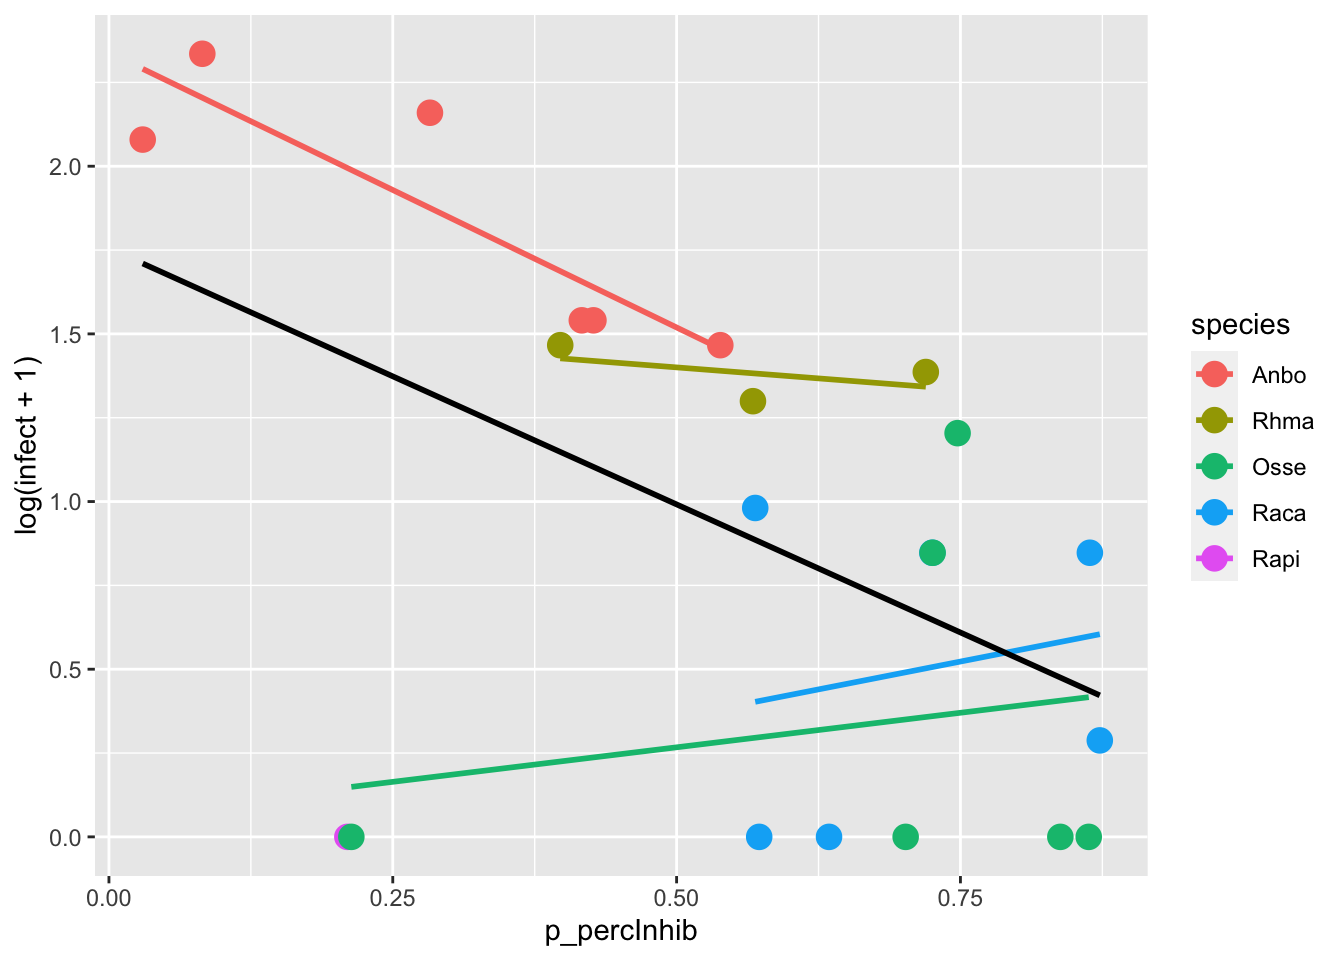 log(infect + 1)
2.0
1.5
1.0
0.5
0.0
0.00 0.25 0.50 0.75
p_percInhib
species
Anbo
Rhma
Osse
Raca
Rapi